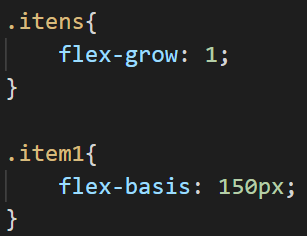 .itens{
    flex-grow: 1;
}

.item1{
    flex-basis: 150px;
}